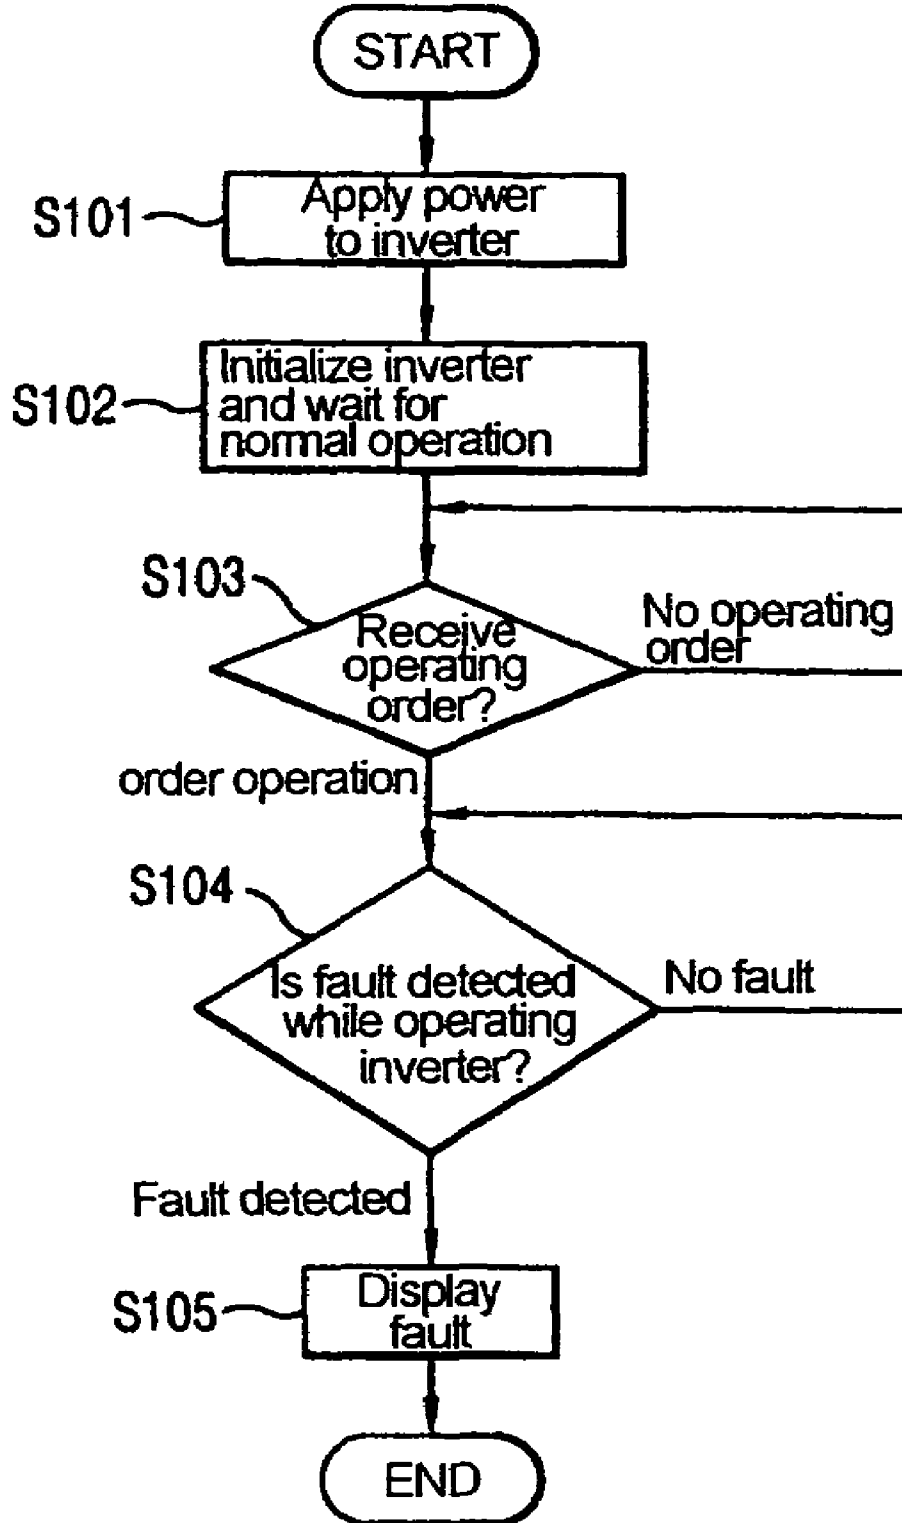 START
S101
Apply power
to inverter
S102
Initialize inverter
and wait for
normal operation
S103
Receive
operating
order?
No operating
order
order operation
S104
Is fault detected
while operating
inverter?
No fault
Fault detected
S105
Display
fault
END